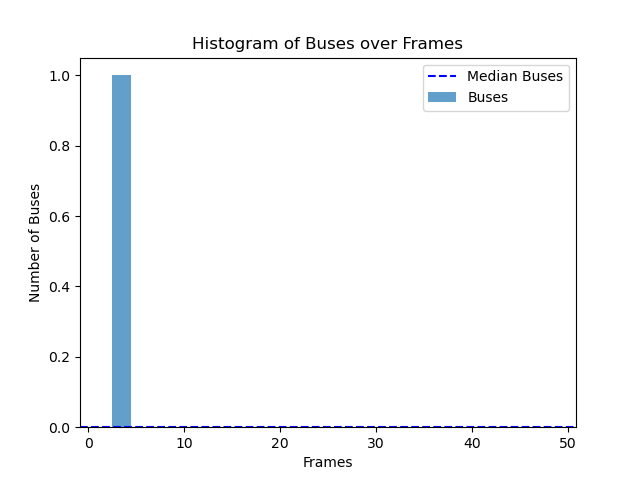 Histogram of Buses over Frames
Median Buses
Buses
1.0
0.8
0.6
0.4
0.2
0.0
Number of Buses
0 10 20 30 40 50
Frames